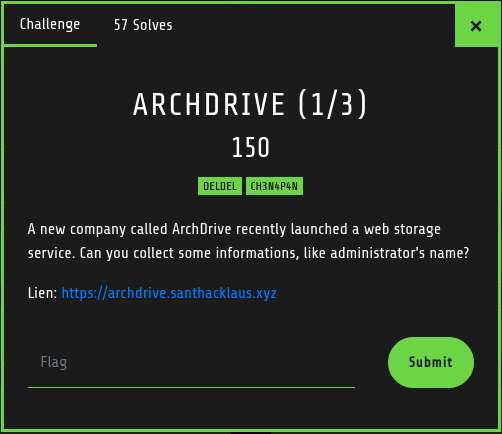 Challenge 57 Solves ×
ARCHDRIVE (1/3)
150
DELDEL CH3N4P4N
A new company called ArchDrive recently launched a web storage
service. Can you collect some informations, like administrator's name?
Lien: https://archdrive.santhacklaus.xyz
Flag Submit